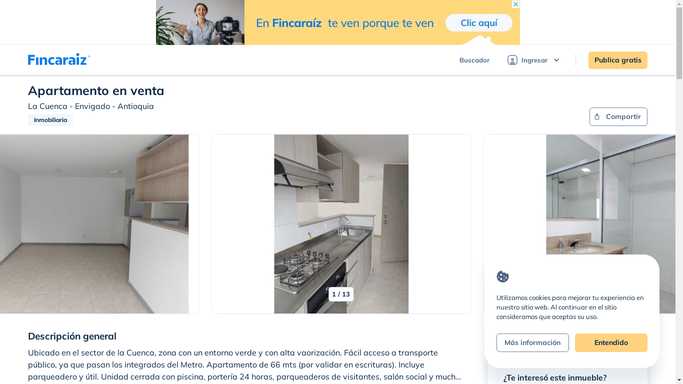 En Fincaraíz te ven porque te ven
Clic aquí
Fincaraíz
Buscador
Ingresar
Publica gratis
Apartamento en venta
La Cuenca - Envigado - Antioquia
Inmobiliaria
Compartir
1 / 13
Utilizamos cookies para mejorar tu experiencia en
nuestro sitio web. Al continuar en el sitio
consideramos que aceptas su uso.
Más información
Entendido
Descripción general
Ubicado en el sector de la Cuenca, zona con un entorno verde y con alta vaorización. Fácil acceso a transporte
público, ya que pasan los integrados del Metro. Apartamento de 66 mts (por validar en escrituras). Incluye
parqueadero y útil. Unidad cerrada con piscina, portería 24 horas, parqueaderos de visitantes, salón social y much...
¿Te interesó este inmueble?